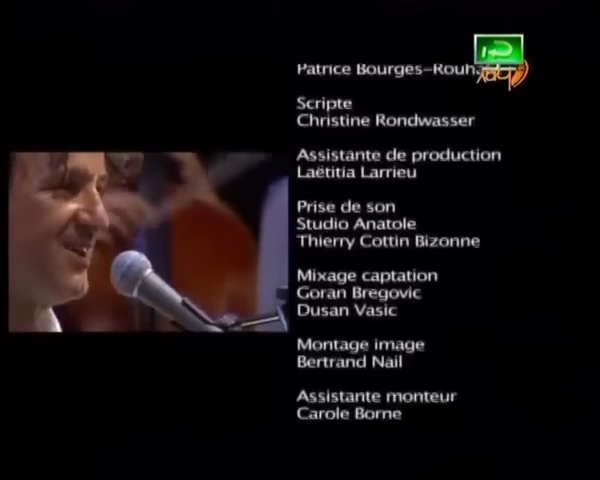 Patrice Bourges-Rouh
Scripte
Christine Rondwasser
Assistante de production
Laëtitia Larrieu
Prise de son
Studio Anatole
Thierry Cottin Bizonne
Mixage captation
Goran Bregovic
Dusan Vasic
Montage image
Bertrand Nail
Assistante monteur
Carole Borne